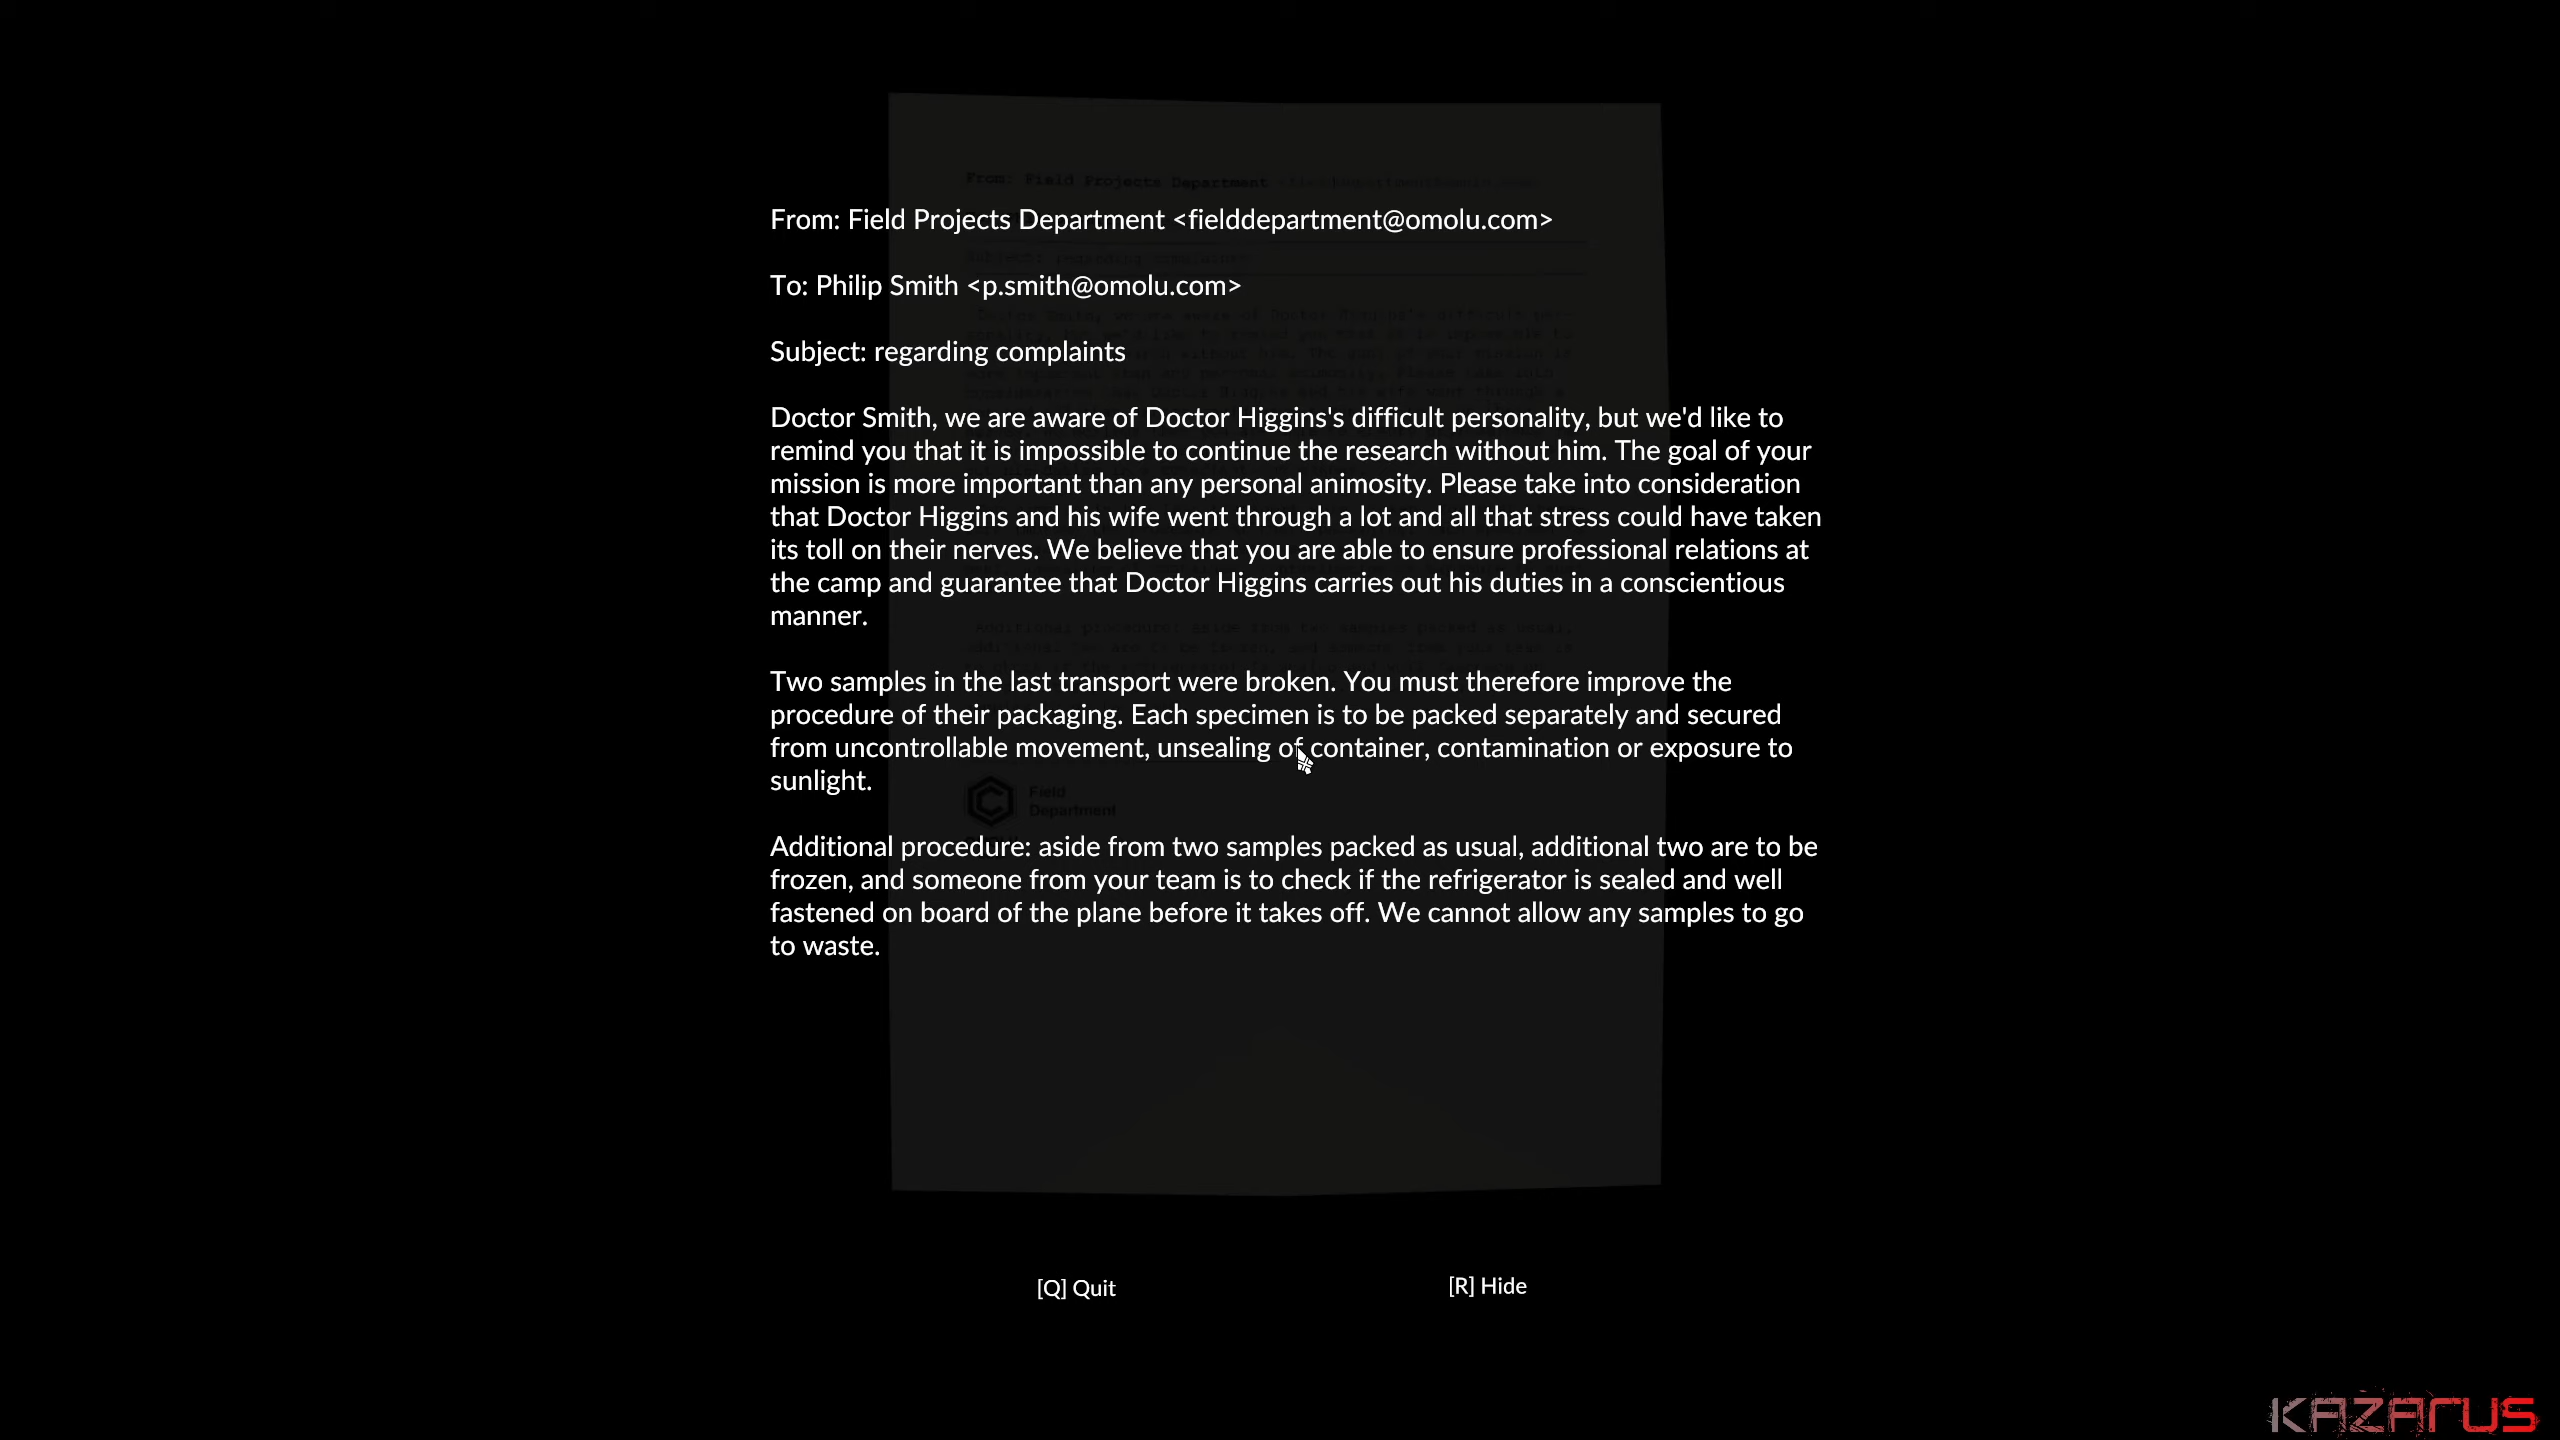 From: Field Projects Department <fielddepartment@omolu.com>
To: Philip Smith <p.smith@omolu.com>
Subject: regarding complaints
Doctor Smith, we are aware of Doctor Higgins's difficult personality, but we'd like to
remind you that it is impossible to continue the research without him. The goal of your
mission is more important than any personal animosity. Please take into consideration
that Doctor Higgins and his wife went through a lot and all that stress could have taken
its toll on their nerves. We believe that you are able to ensure professional relations at
the camp and guarantee that Doctor Higgins carries out his duties in a conscientious
manner.
Two samples in the last transport were broken. You must therefore improve the
procedure of their packaging. Each specimen is to be packed separately and secured
from uncontrollable movement, unsealing of container, contamination or exposure to
sunlight.
Field
Department
Additional procedure: aside from two samples packed as usual, additional two are to be
frozen, and someone from your team is to check if the refrigerator is sealed and well
fastened on board of the plane before it takes off. We cannot allow any samples to go
to waste.
[Q] Quit
[R] Hide
KAZARUS